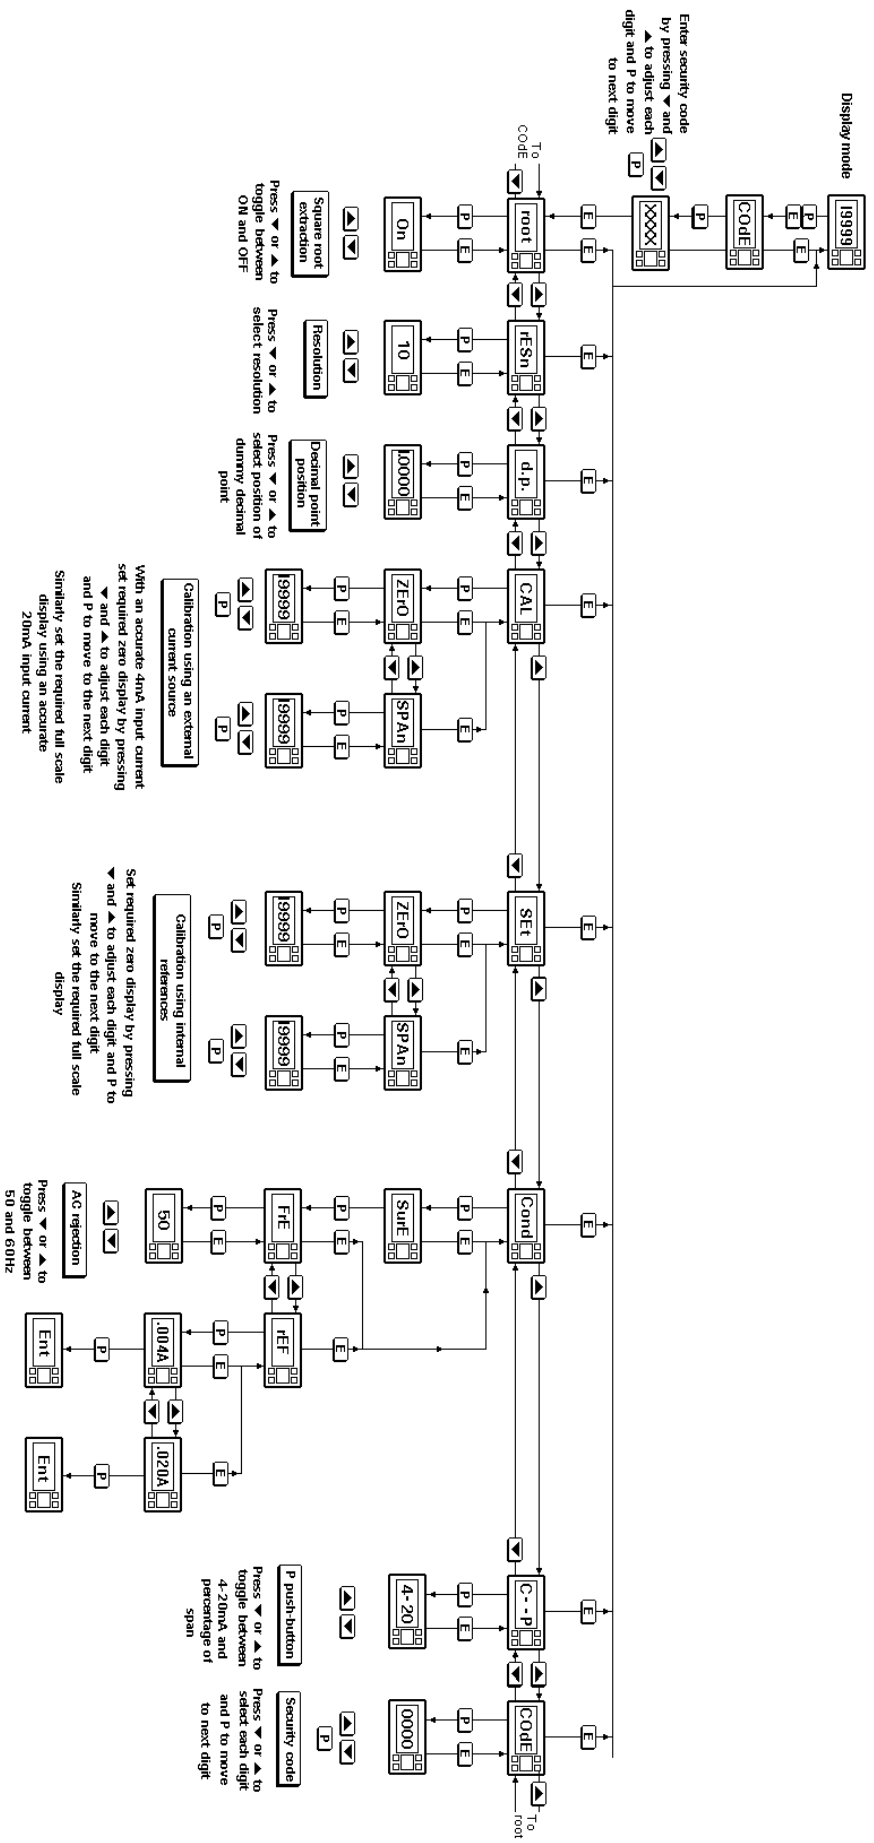 Display mode
19999
P
E
COdE
E
P
Enter security code
by pressing ▼ and
▲ to adjust each
digit and P to move
to next digit
P
XXXX
E
E
E
E
E
E
E
E
E
To
COdE
root
rESn
d.p.
CAL
SEt
Cond
C--P
COdE
To
root
P
E
P
E
P
E
P
E
E
P
E
E
P
E
P
E
P
E
On
10
1.0000
ZErO
SPAn
ZErO
SPAn
SurE
4-20
0000
P
E
P
E
P
E
P
E
P
E
E
19999
19999
19999
19999
FrE
rEF
P
P
P
P
P
P
E
P
E
E
50
.004A
.020A
P
P
Ent
Ent
Square root
extraction
Press ▼ or ▲ to
toggle between
ON and OFF
Resolution
Press ▼ or ▲ to
select resolution
Decimal point
position
Press ▼ or ▲ to
select position of
dummy decimal
point
Calibration using an external
current source
With an accurate 4mA input current
set required zero display by pressing
▼ and ▲ to adjust each digit
and P to move to the next digit
Similarly set the required full scale
display using an accurate
20mA input current
Calibration using internal
references
Set required zero display by pressing
▼ and ▲ to adjust each digit and P to
move to the next digit
Similarly set the required full scale
display
AC rejection
Press ▼ or ▲ to
toggle between
50 and 60Hz
P push-button
Press ▼ or ▲ to
toggle between
4-20mA and
percentage of
span
Security code
Press ▼ or ▲ to
select each digit
and P to move
to next digit